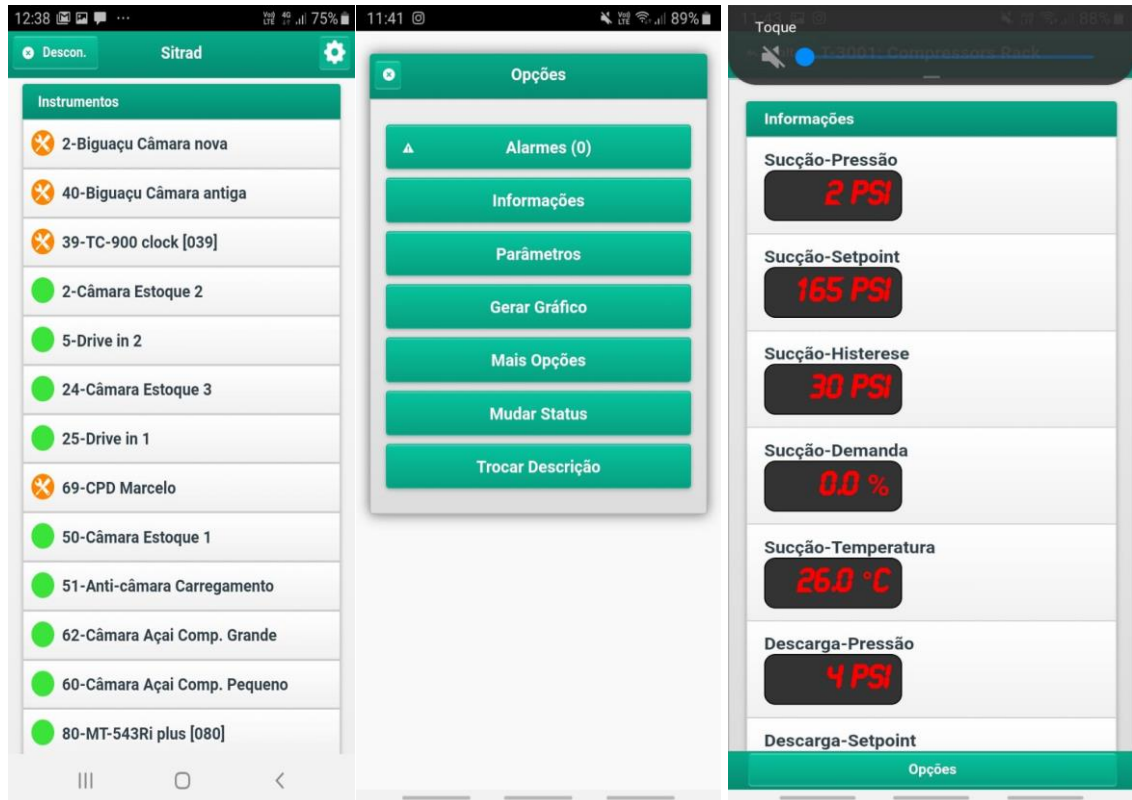 12:38 75%
Descon. Sitrad
Instrumentos
2-Biguaçu Câmara nova
40-Biguaçu Câmara antiga
39-TC-900 clock [039]
2-Câmara Estoque 2
5-Drive in 2
24-Câmara Estoque 3
25-Drive in 1
69-CPD Marcelo
50-Câmara Estoque 1
51-Anti-câmara Carregamento
62-Câmara Açai Comp. Grande
60-Câmara Açai Comp. Pequeno
80-MT-543Ri plus [080]
11:41 89%
Opções
Alarmes (0)
Informações
Parâmetros
Gerar Gráfico
Mais Opções
Mudar Status
Trocar Descrição
88%
Toque
T-3001: Compressors Rack
Informações
Sucção-Pressão
2 PSI
Sucção-Setpoint
165 PSI
Sucção-Histerese
30 PSI
Sucção-Demanda
0.0 %
Sucção-Temperatura
26.0 °C
Descarga-Pressão
4 PSI
Descarga-Setpoint
Opções